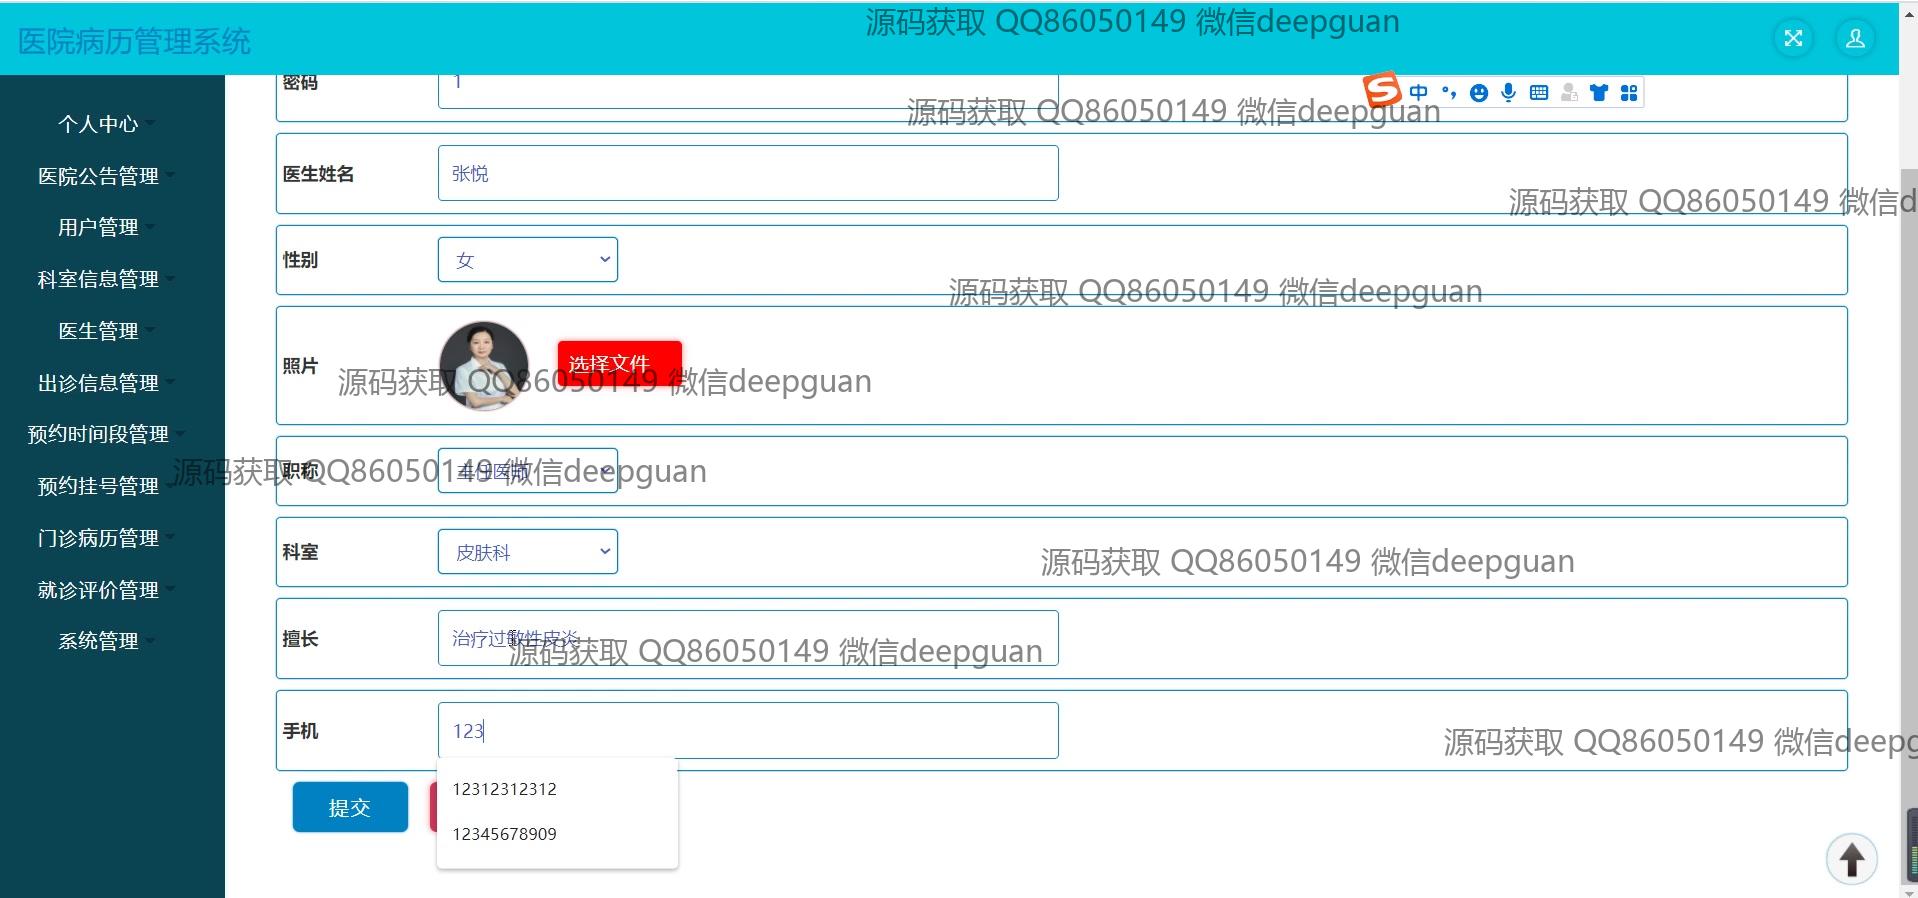 源码获取 QQ86050149 微信deepguan
医院病历管理系统
密码
1
中
源码获取 QQ86050149 微信deepguan
个人中心
医院公告管理
用户管理
科室信息管理
医生管理
出诊信息管理
预约时间段管理
预约挂号管理
门诊病历管理
就诊评价管理
系统管理
医生姓名
张悦
源码获取 QQ86050149 微信d
性别
女
源码获取 QQ86050149 微信deepguan
照片
选择文件
源码获取 QQ86050149 微信deepguan
职称
主任医师
源码获取 QQ86050149 微信deepguan
科室
皮肤科
源码获取 QQ86050149 微信deepguan
擅长
治疗过敏性皮炎
源码获取 QQ86050149 微信deepguan
手机
123
源码获取 QQ86050149 微信deepg
12312312312
12345678909
提交